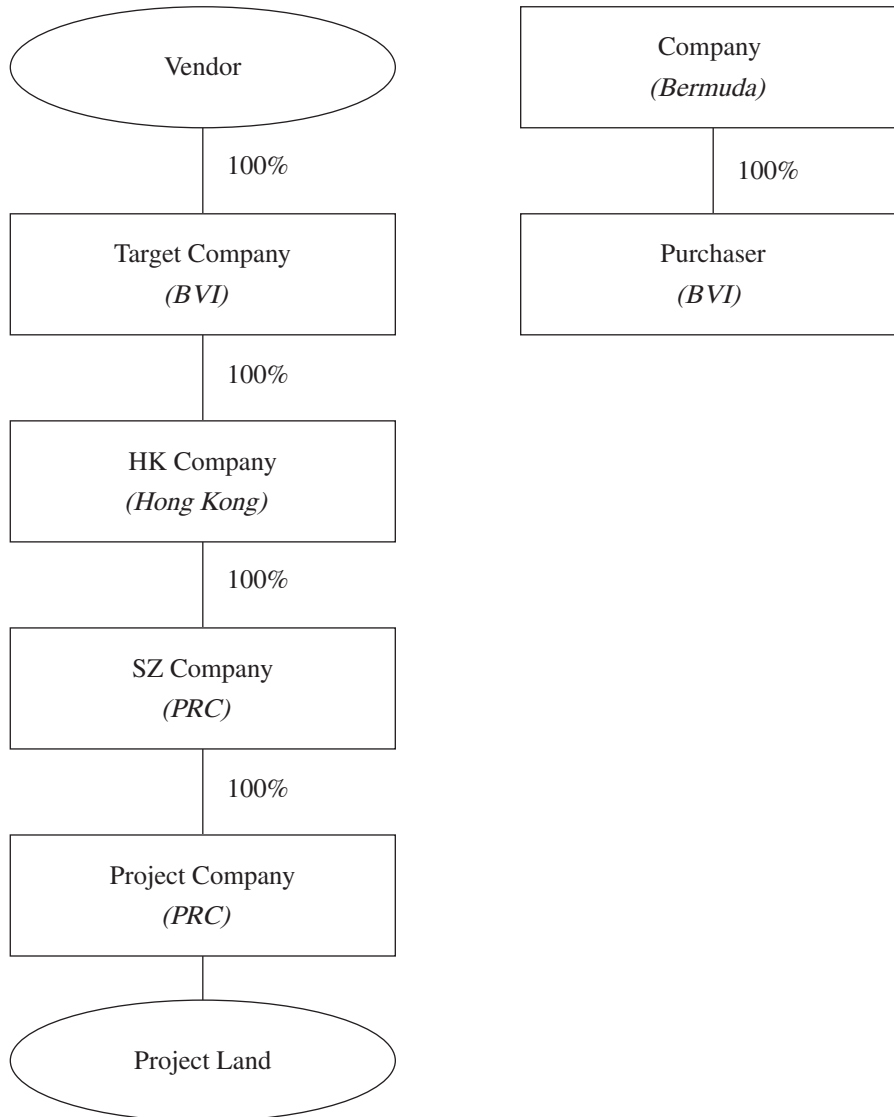 Vendor
100%
Target Company
(BVI)
100%
HK Company
(Hong Kong)
100%
SZ Company
(PRC)
100%
Project Company
(PRC)
Project Land
Company
(Bermuda)
100%
Purchaser
(BVI)